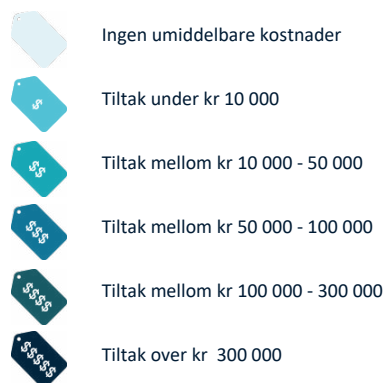 Ingen umiddelbare kostnader
$ Tiltak under kr 10 000
$$ Tiltak mellom kr 10 000 - 50 000
$$$ Tiltak mellom kr 50 000 - 100 000
$$$$ Tiltak mellom kr 100 000 - 300 000
$$$$$ Tiltak over kr  300 000